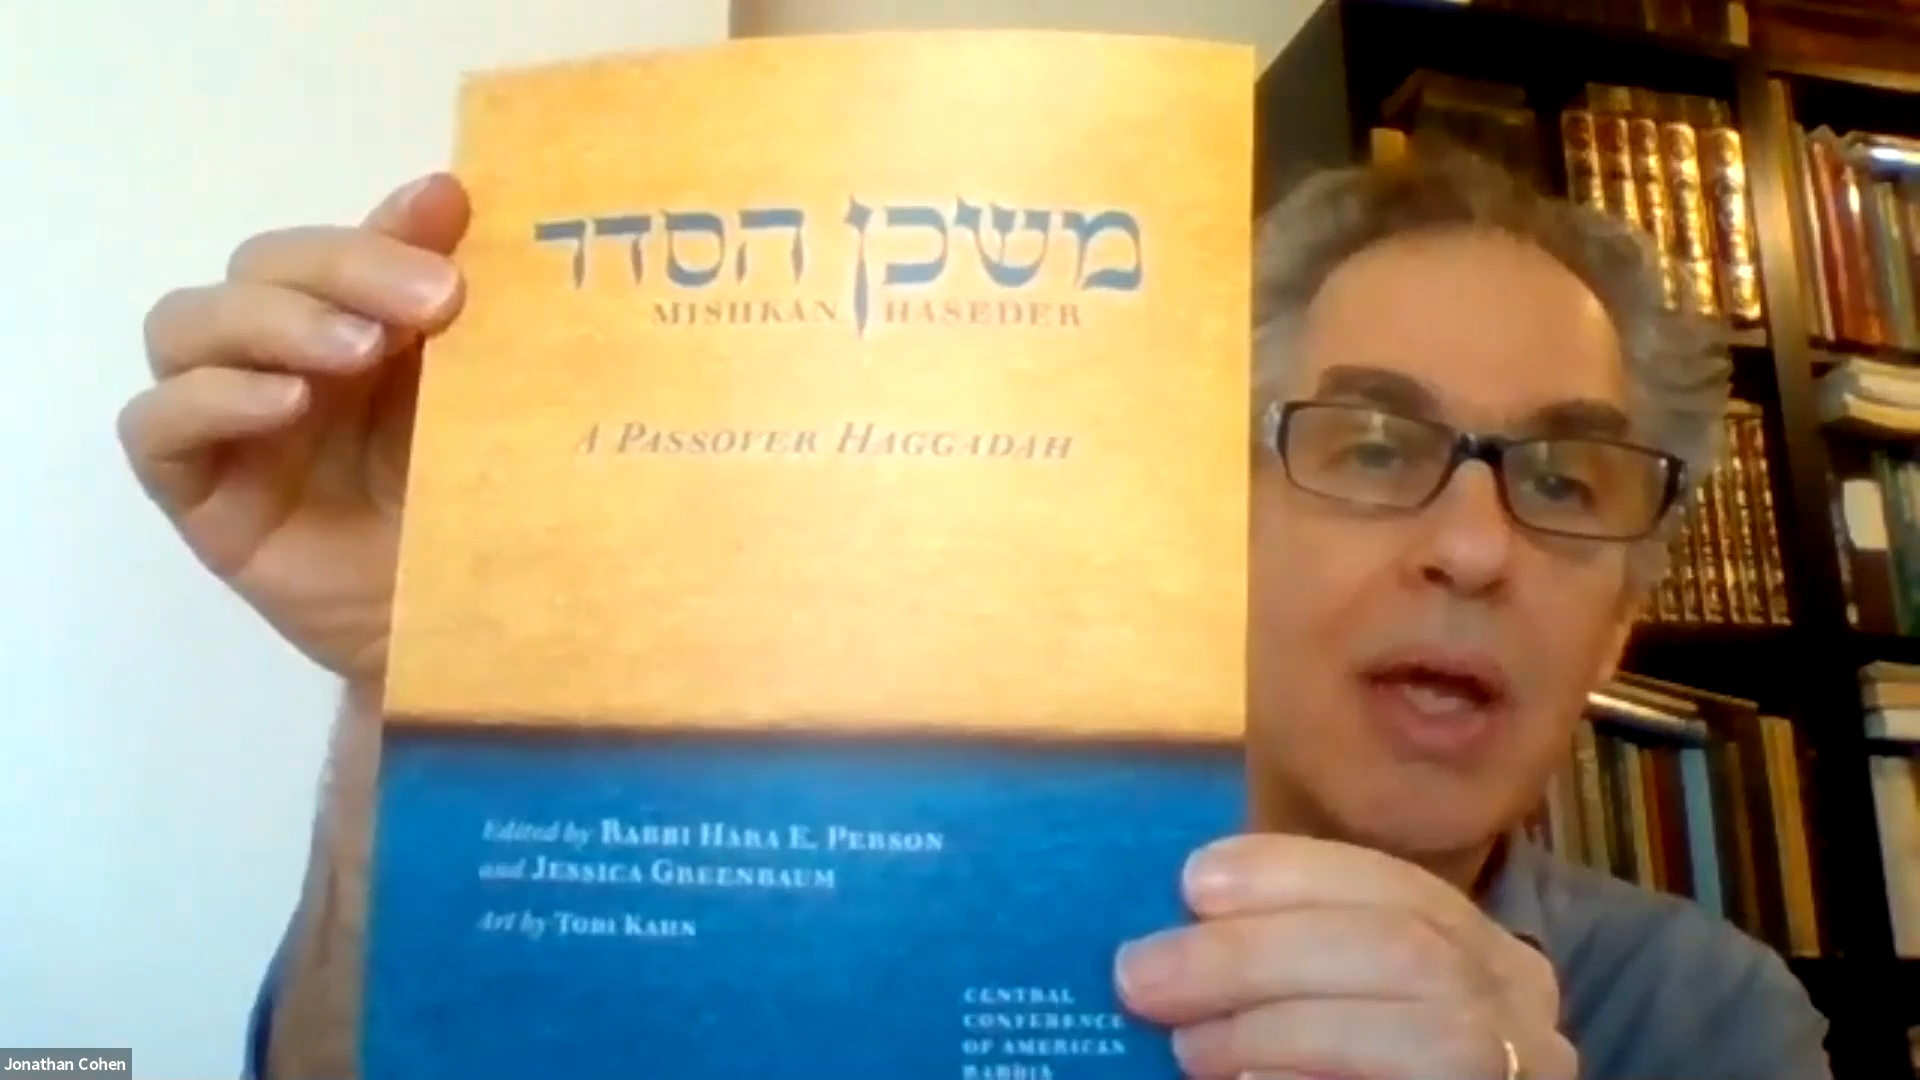 משכן הסדר
MISHKAN HASEDER
A PASSOVER HAGGADAH
Edited by RABBI HARA E. PERSON
and JESSICA GREENBAUM
Art by TOBI KAHN
CENTRAL
CONFERENCE
OF AMERICAN
RABBIS
Jonathan Cohen